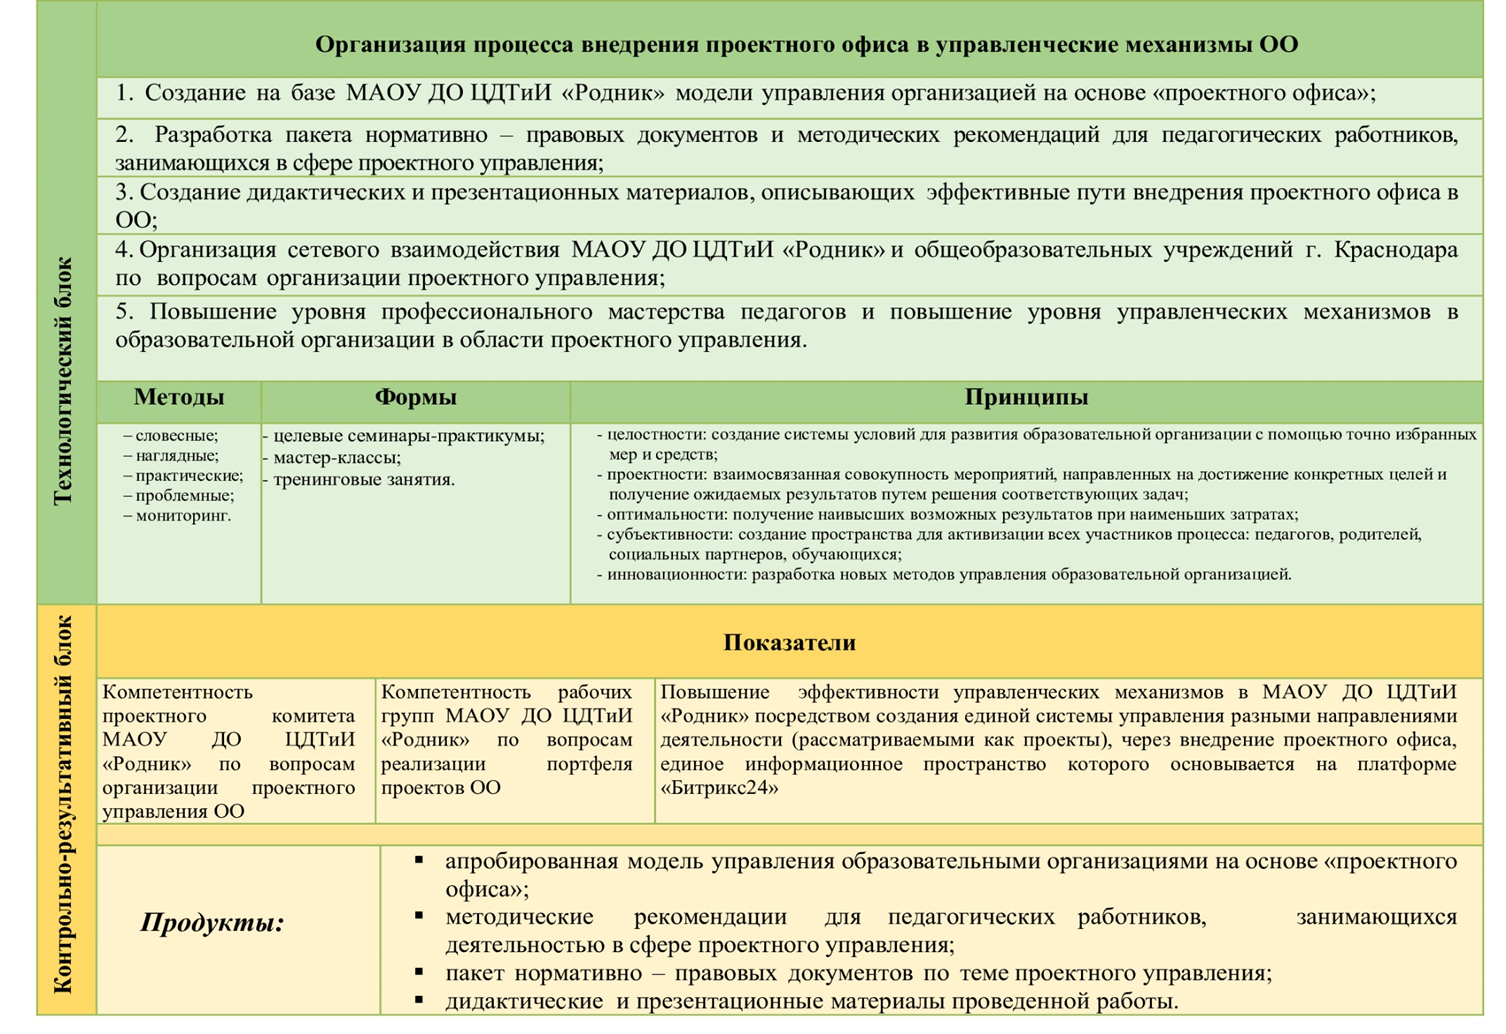 Технологический блок
Организация процесса внедрения проектного офиса в управленческие механизмы ОО
1. Создание на базе МАОУ ДО ЦДТиИ «Родник» модели управления организацией на основе «проектного офиса»;
2. Разработка пакета нормативно – правовых документов и методических рекомендаций для педагогических работников,
занимающихся в сфере проектного управления;
3. Создание дидактических и презентационных материалов, описывающих эффективные пути внедрения проектного офиса в
ОО;
4. Организация сетевого взаимодействия МАОУ ДО ЦДТиИ «Родник» и общеобразовательных учреждений г. Краснодара
по вопросам организации проектного управления;
5. Повышение уровня профессионального мастерства педагогов и повышение уровня управленческих механизмов в
образовательной организации в области проектного управления.
Методы
– словесные;
– наглядные;
– практические;
– проблемные;
– мониторинг.
Формы
- целевые семинары-практикумы;
- мастер-классы;
- тренинговые занятия.
Принципы
- целостности: создание системы условий для развития образовательной организации с помощью точно избранных
мер и средств;
- проектности: взаимосвязанная совокупность мероприятий, направленных на достижение конкретных целей и
получение ожидаемых результатов путем решения соответствующих задач;
- оптимальности: получение наивысших возможных результатов при наименьших затратах;
- субъективности: создание пространства для активизации всех участников процесса: педагогов, родителей,
социальных партнеров, обучающихся;
- инновационности: разработка новых методов управления образовательной организацией.
Контрольно-результативный блок
Показатели
Компетентность
проектного комитета
МАОУ ДО ЦДТиИ
«Родник» по вопросам
организации проектного
управления ОО
Компетентность рабочих
групп МАОУ ДО ЦДТиИ
«Родник» по вопросам
реализации портфеля
проектов ОО
Повышение эффективности управленческих механизмов в МАОУ ДО ЦДТиИ
«Родник» посредством создания единой системы управления разными направлениями
деятельности (рассматриваемыми как проекты), через внедрение проектного офиса,
единое информационное пространство которого основывается на платформе
«Битрикс24»
Продукты:
▪ апробированная модель управления образовательными организациями на основе «проектного
офиса»;
▪ методические рекомендации для педагогических работников, занимающихся
деятельностью в сфере проектного управления;
▪ пакет нормативно – правовых документов по теме проектного управления;
▪ дидактические и презентационные материалы проведенной работы.